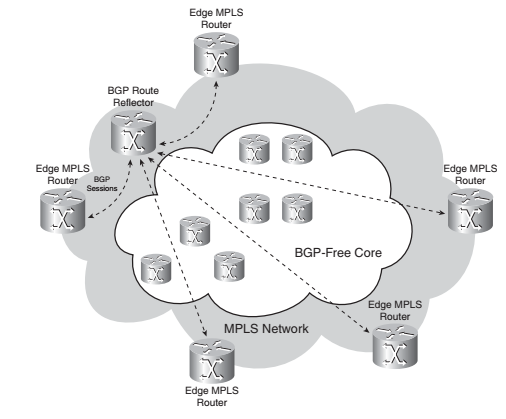 Edge MPLS
Router
BGP Route
Reflector
Edge MPLS
Router
BGP
Sessions
Edge MPLS
Router
BGP-Free Core
Edge MPLS
Router
MPLS Network
Edge MPLS
Router